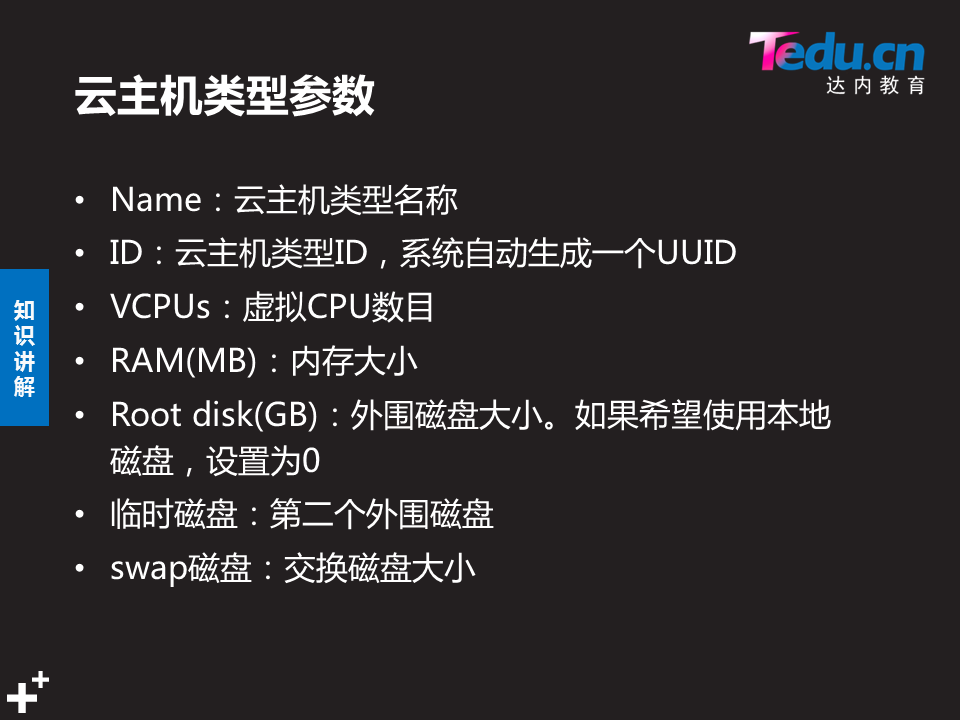 Tedu.cn
达内教育
云主机类型参数
• Name：云主机类型名称
• ID：云主机类型ID，系统自动生成一个UUID
• VCPUs：虚拟CPU数目
• RAM(MB)：内存大小
• Root disk(GB)：外围磁盘大小。如果希望使用本地
磁盘，设置为0
• 临时磁盘：第二个外围磁盘
• swap磁盘：交换磁盘大小
知
识
讲
解